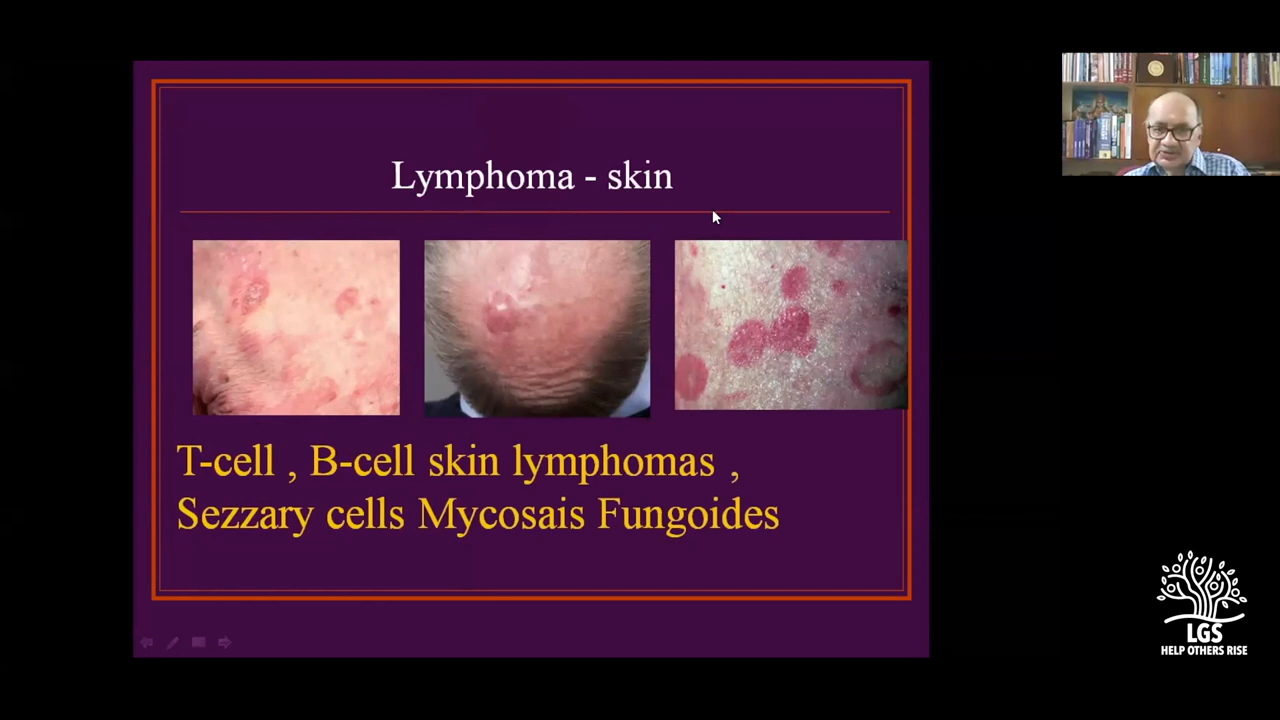 Lymphoma - skin
T-cell , B-cell skin lymphomas ,
Sezzary cells Mycosais Fungoides
LGS
HELP OTHERS RISE